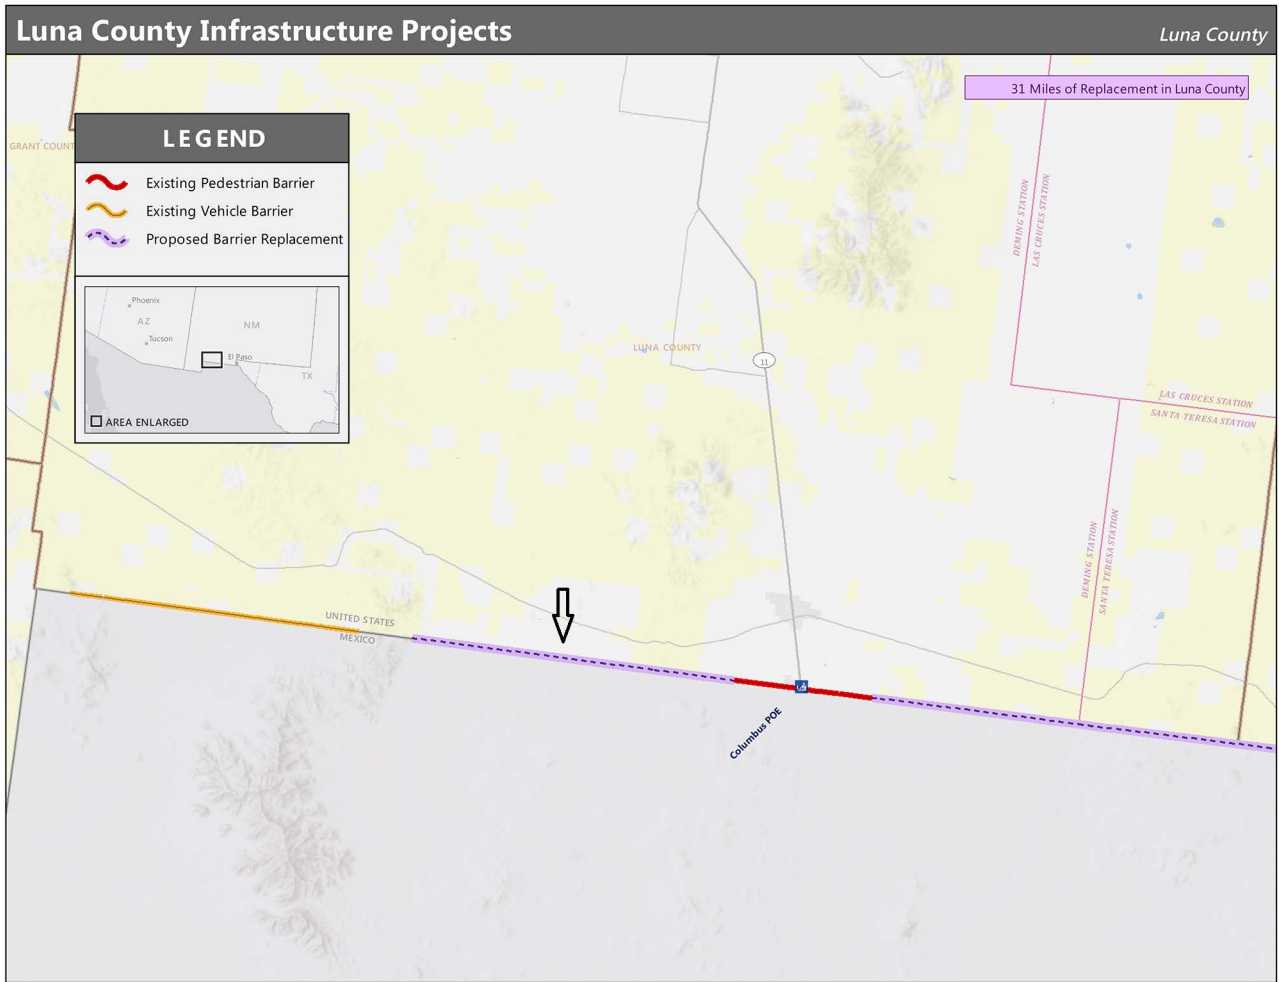 Luna County Infrastructure Projects
Luna County
31 Miles of Replacement in Luna County
GRANT COUNT
LEGEND
Existing Pedestrian Barrier
Existing Vehicle Barrier
Proposed Barrier Replacement
Phoenix
AZ
NM
Tucson
El Paso
TX
AREA ENLARGED
DEMING STATION
LAS CRUCES STATION
LUNA COUNTY
11
LAS CRUCES STATION
SANTA TERESA STATION
DEMING STATION
SANTA TERESA STATION
UNITED STATES
MEXICO
Columbus POE